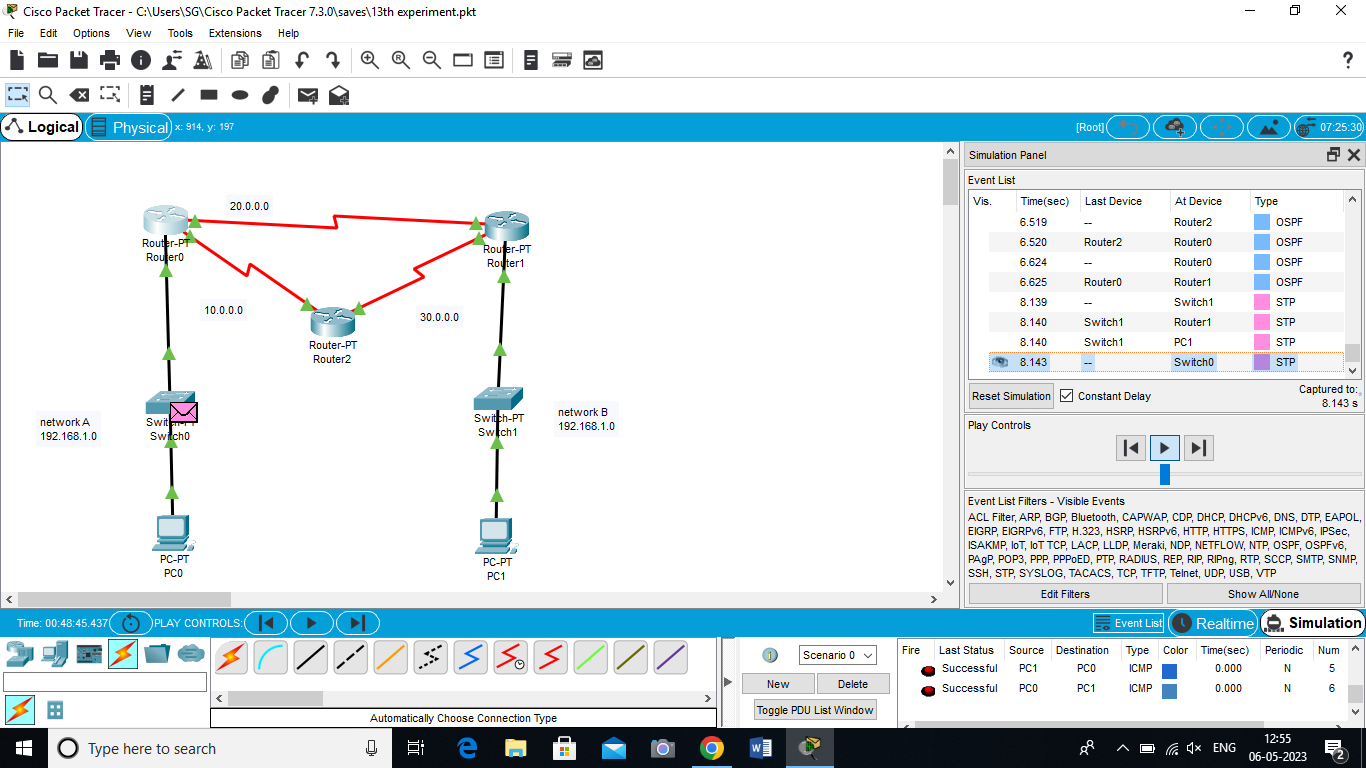 Cisco Packet Tracer - C:\Users\SG\Cisco Packet Tracer 7.3.0\saves\13th experiment.pkt
File Edit Options View Tools Extensions Help
Logical Physical x: 914, y: 197 [Root] 07:25:30
20.0.0.0
Router-PT
Router0
Router-PT
Router1
10.0.0.0
30.0.0.0
Router-PT
Router2
network A
192.168.1.0
Switch-PT
Switch0
Switch-PT
Switch1
network B
192.168.1.0
PC-PT
PC0
PC-PT
PC1
Simulation Panel
Event List
Vis. Time(sec) Last Device At Device Type
6.519 -- Router2 OSPF
6.520 Router2 Router0 OSPF
6.624 -- Router0 OSPF
6.625 Router0 Router1 OSPF
8.139 -- Switch1 STP
8.140 Switch1 Router1 STP
8.140 Switch1 PC1 STP
8.143 -- Switch0 STP
Reset Simulation Constant Delay Captured to:
8.143 s
Play Controls
Event List Filters - Visible Events
ACL Filter, ARP, BGP, Bluetooth, CAPWAP, CDP, DHCP, DHCPv6, DNS, DTP, EAPOL,
EIGRP, EIGRPv6, FTP, H.323, HSRP, HSRPv6, HTTP, HTTPS, ICMP, ICMPv6, IPSec,
ISAKMP, IoT, IoT TCP, LACP, LLDP, Meraki, NDP, NETFLOW, NTP, OSPF, OSPFv6,
PAgP, POP3, PPP, PPPoED, PTP, RADIUS, REP, RIP, RIPng, RTP, SCCP, SMTP, SNMP,
SSH, STP, SYSLOG, TACACS, TCP, TFTP, Telnet, UDP, USB, VTP
Edit Filters Show All/None
Time: 00:48:45.437 PLAY CONTROLS: Event List Realtime Simulation
Automatically Choose Connection Type
Scenario 0
New Delete
Toggle PDU List Window
Fire Last Status Source Destination Type Color Time(sec) Periodic Num
Successful PC1 PC0 ICMP 0.000 N 5
Successful PC0 PC1 ICMP 0.000 N 6
Type here to search
ENG
12:55
06-05-2023
2